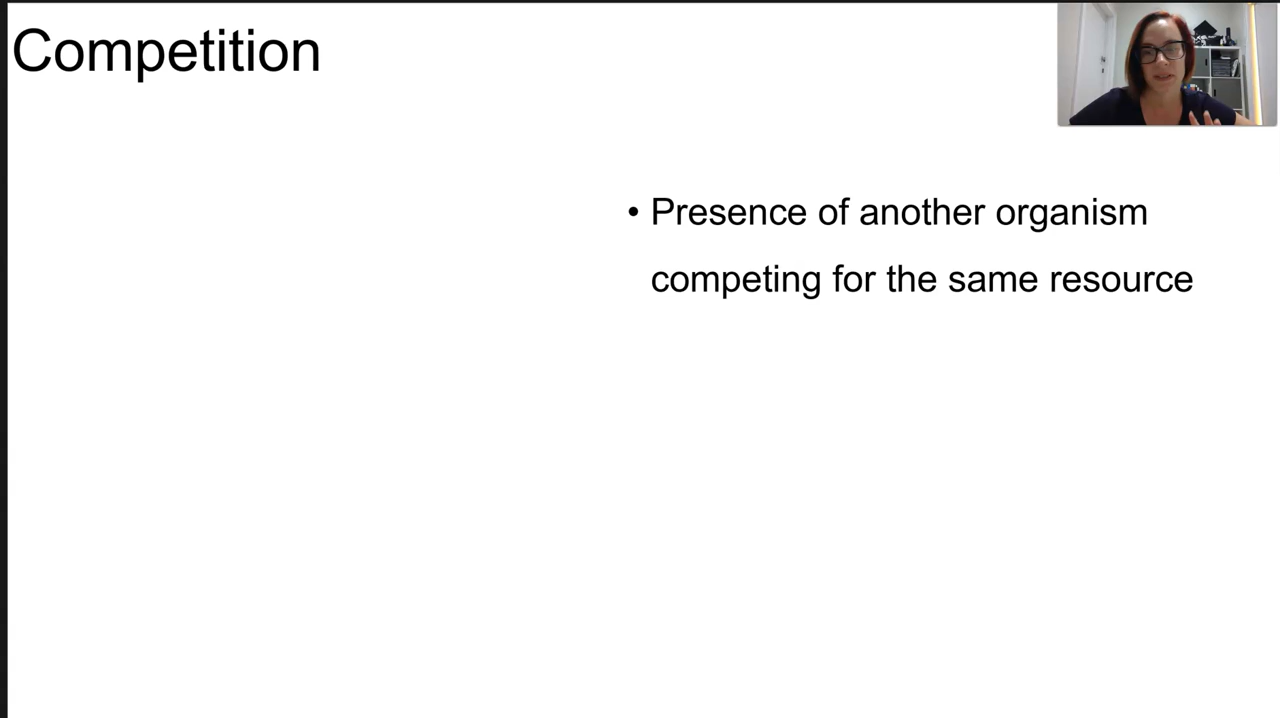 Competition
• Presence of another organism
competing for the same resource